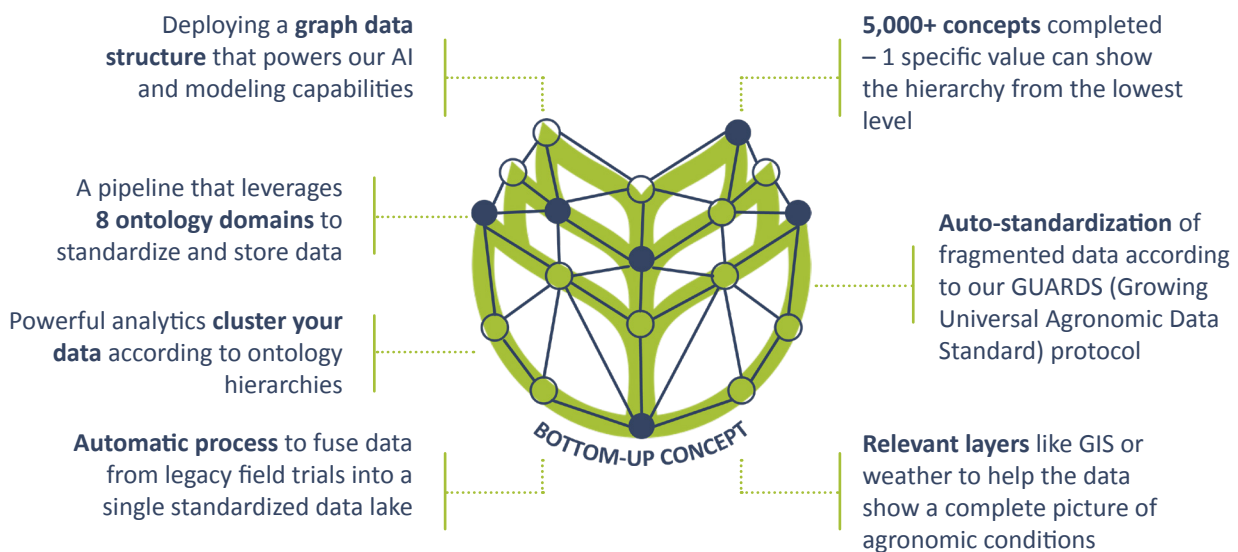 Deploying a graph data
structure that powers our AI
and modeling capabilities
A pipeline that leverages
8 ontology domains to
standardize and store data
Powerful analytics cluster your
data according to ontology
hierarchies
Automatic process to fuse data
from legacy field trials into a
single standardized data lake
BOTTOM-UP CONCEPT
5,000+ concepts completed
– 1 specific value can show
the hierarchy from the lowest
level
Auto-standardization of
fragmented data according
to our GUARDS (Growing
Universal Agronomic Data
Standard) protocol
Relevant layers like GIS or
weather to help the data
show a complete picture of
agronomic conditions